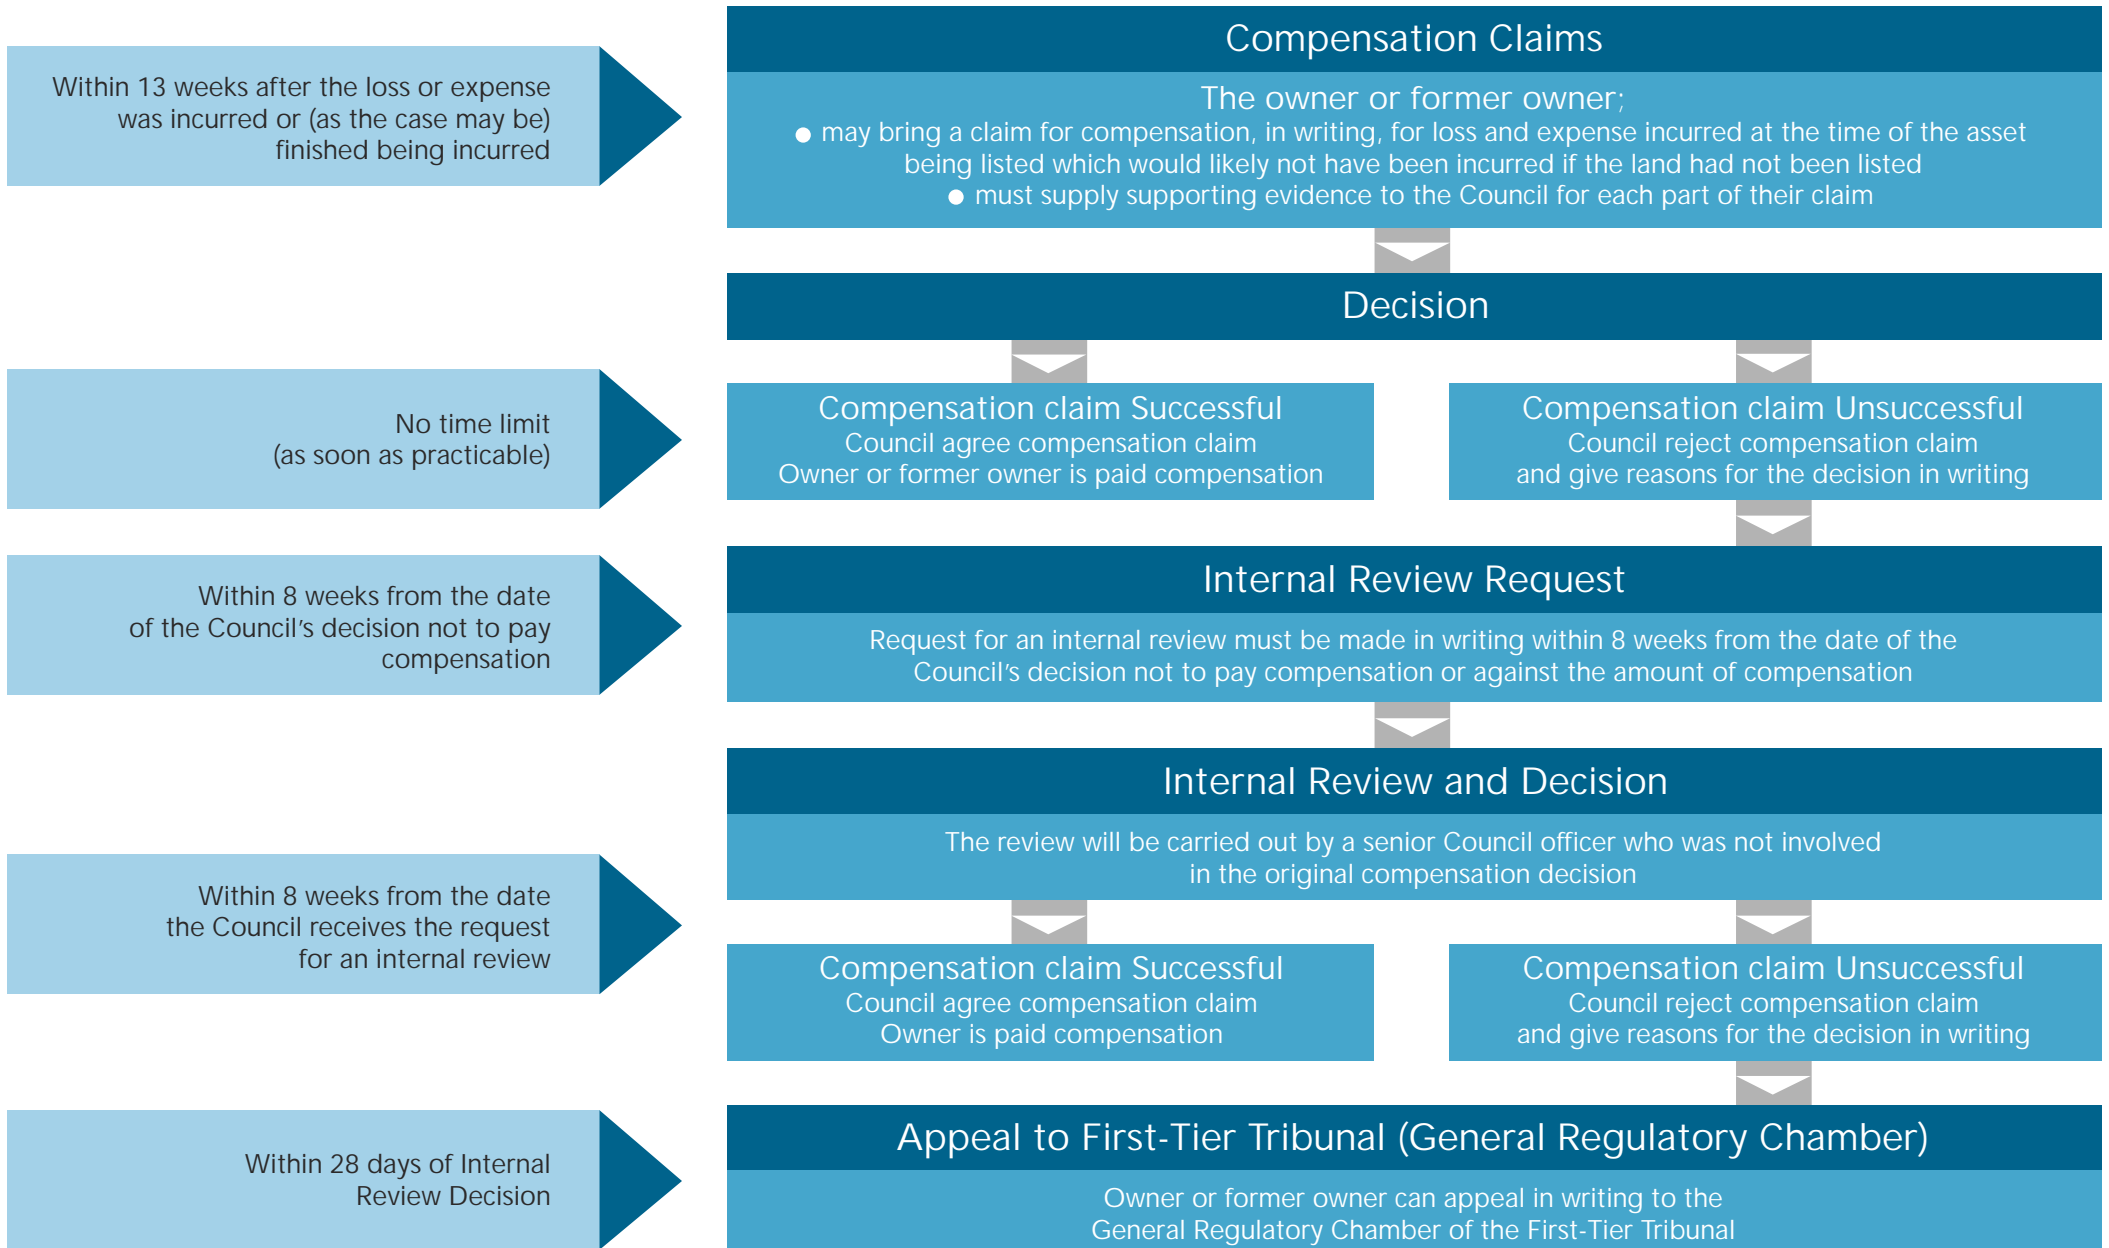 Compensation Claims
Within 13 weeks after the loss or expense
was incurred or (as the case may be)
finished being incurred
The owner or former owner;
● may bring a claim for compensation, in writing, for loss and expense incurred at the time of the asset
being listed which would likely not have been incurred if the land had not been listed
● must supply supporting evidence to the Council for each part of their claim
Decision
No time limit
(as soon as practicable)
Compensation claim Successful
Council agree compensation claim
Owner or former owner is paid compensation
Compensation claim Unsuccessful
Council reject compensation claim
and give reasons for the decision in writing
Within 8 weeks from the date
of the Council’s decision not to pay
compensation
Internal Review Request
Request for an internal review must be made in writing within 8 weeks from the date of the
Council’s decision not to pay compensation or against the amount of compensation
Internal Review and Decision
The review will be carried out by a senior Council officer who was not involved
in the original compensation decision
Within 8 weeks from the date
the Council receives the request
for an internal review
Compensation claim Successful
Council agree compensation claim
Owner is paid compensation
Compensation claim Unsuccessful
Council reject compensation claim
and give reasons for the decision in writing
Within 28 days of Internal
Review Decision
Appeal to First-Tier Tribunal (General Regulatory Chamber)
Owner or former owner can appeal in writing to the
General Regulatory Chamber of the First-Tier Tribunal